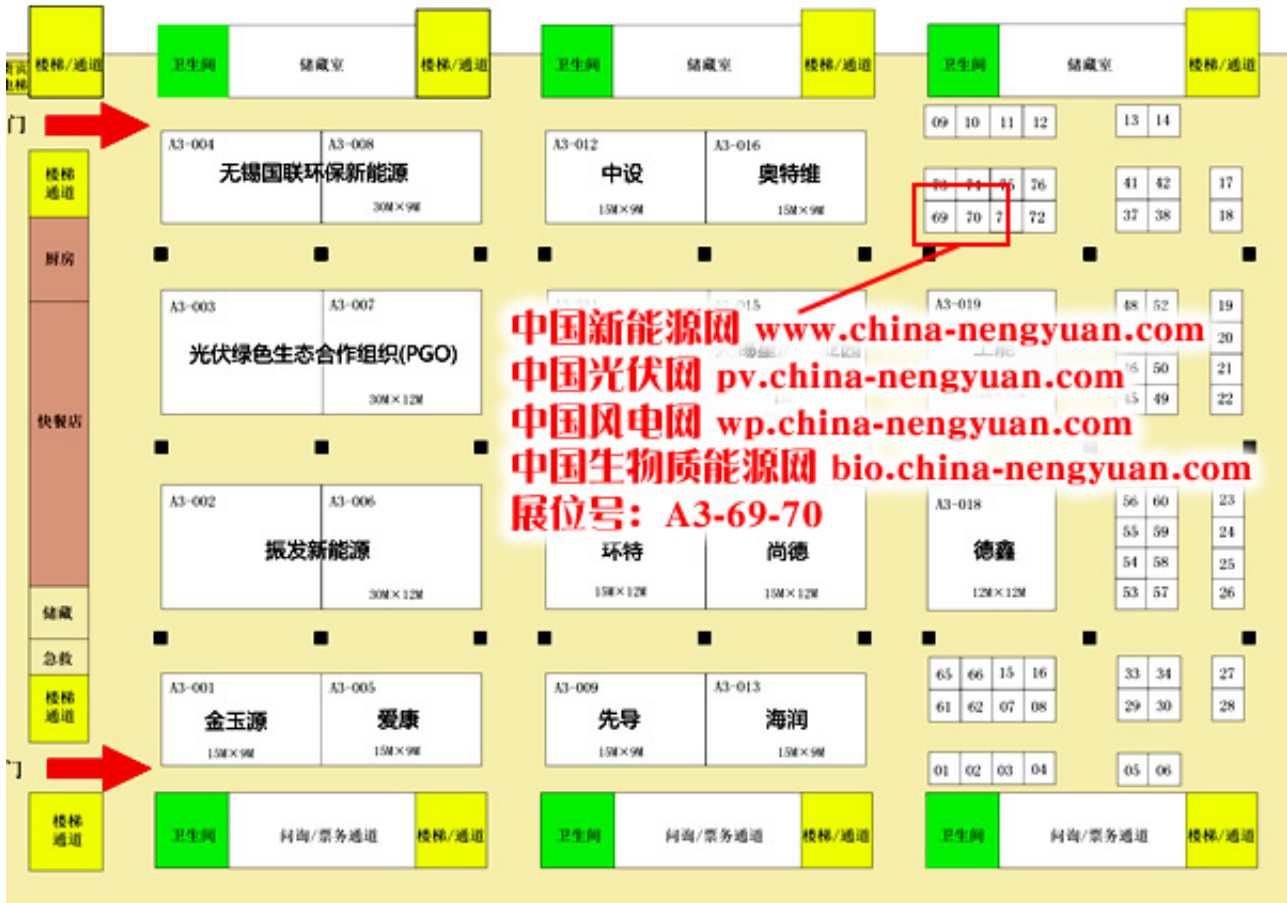 楼梯/通道
卫生间
储藏室
楼梯/通道
卫生间
储藏室
楼梯/通道
卫生间
储藏室
楼梯/通道
门
09 10 11 12
13 14
A3-004
A3-008
无锡国联环保新能源
30M×9M
A3-012
中设
15M×9M
A3-016
奥特维
15M×9M
楼梯
通道
74 76
69 70 72
41 42
37 38
17
18
厨房
A3-003
A3-007
光伏绿色生态合作组织(PGO)
30M×12M
A3-019
48 52
50
49
19
20
21
22
中国新能源网 www.china-nengyuan.com
中国光伏网 pv.china-nengyuan.com
中国风电网 wp.china-nengyuan.com
中国生物质能源网 bio.china-nengyuan.com
展位号：A3-69-70
快餐店
A3-002
A3-006
振发新能源
30M×12M
环特
15M×12M
尚德
15M×12M
A3-018
德鑫
12M×12M
56 60
55 59
54 58
53 57
23
24
25
26
储藏
急救
楼梯
通道
A3-001
金玉源
15M×9M
A3-005
爱康
15M×9M
A3-009
先导
15M×9M
A3-013
海润
15M×9M
65 66 15 16
61 62 07 08
33 34
29 30
27
28
门
01 02 03 04
05 06
楼梯
通道
卫生间
问询/票务通道
楼梯/通道
卫生间
问询/票务通道
楼梯/通道
卫生间
问询/票务通道
楼梯/通道